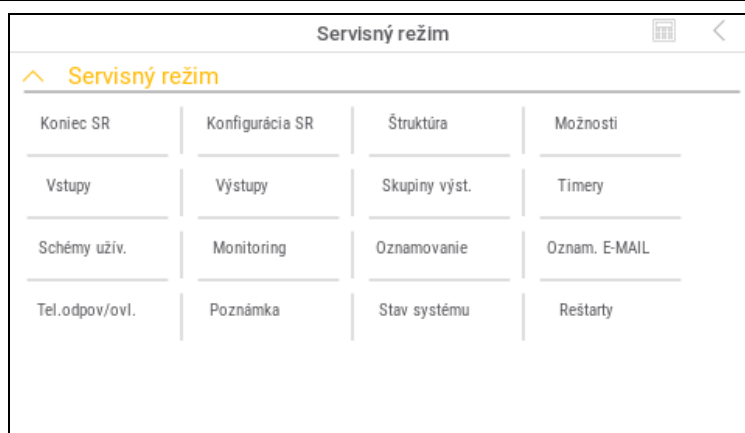 Servisný režim
Servisný režim
Koniec SR Konfigurácia SR Štruktúra Možnosti
Vstupy Výstupy Skupiny výst. Timery
Schémy užív. Monitoring Oznamovanie Oznam. E-MAIL
Tel.odpov/ovl. Poznámka Stav systému Reštarty